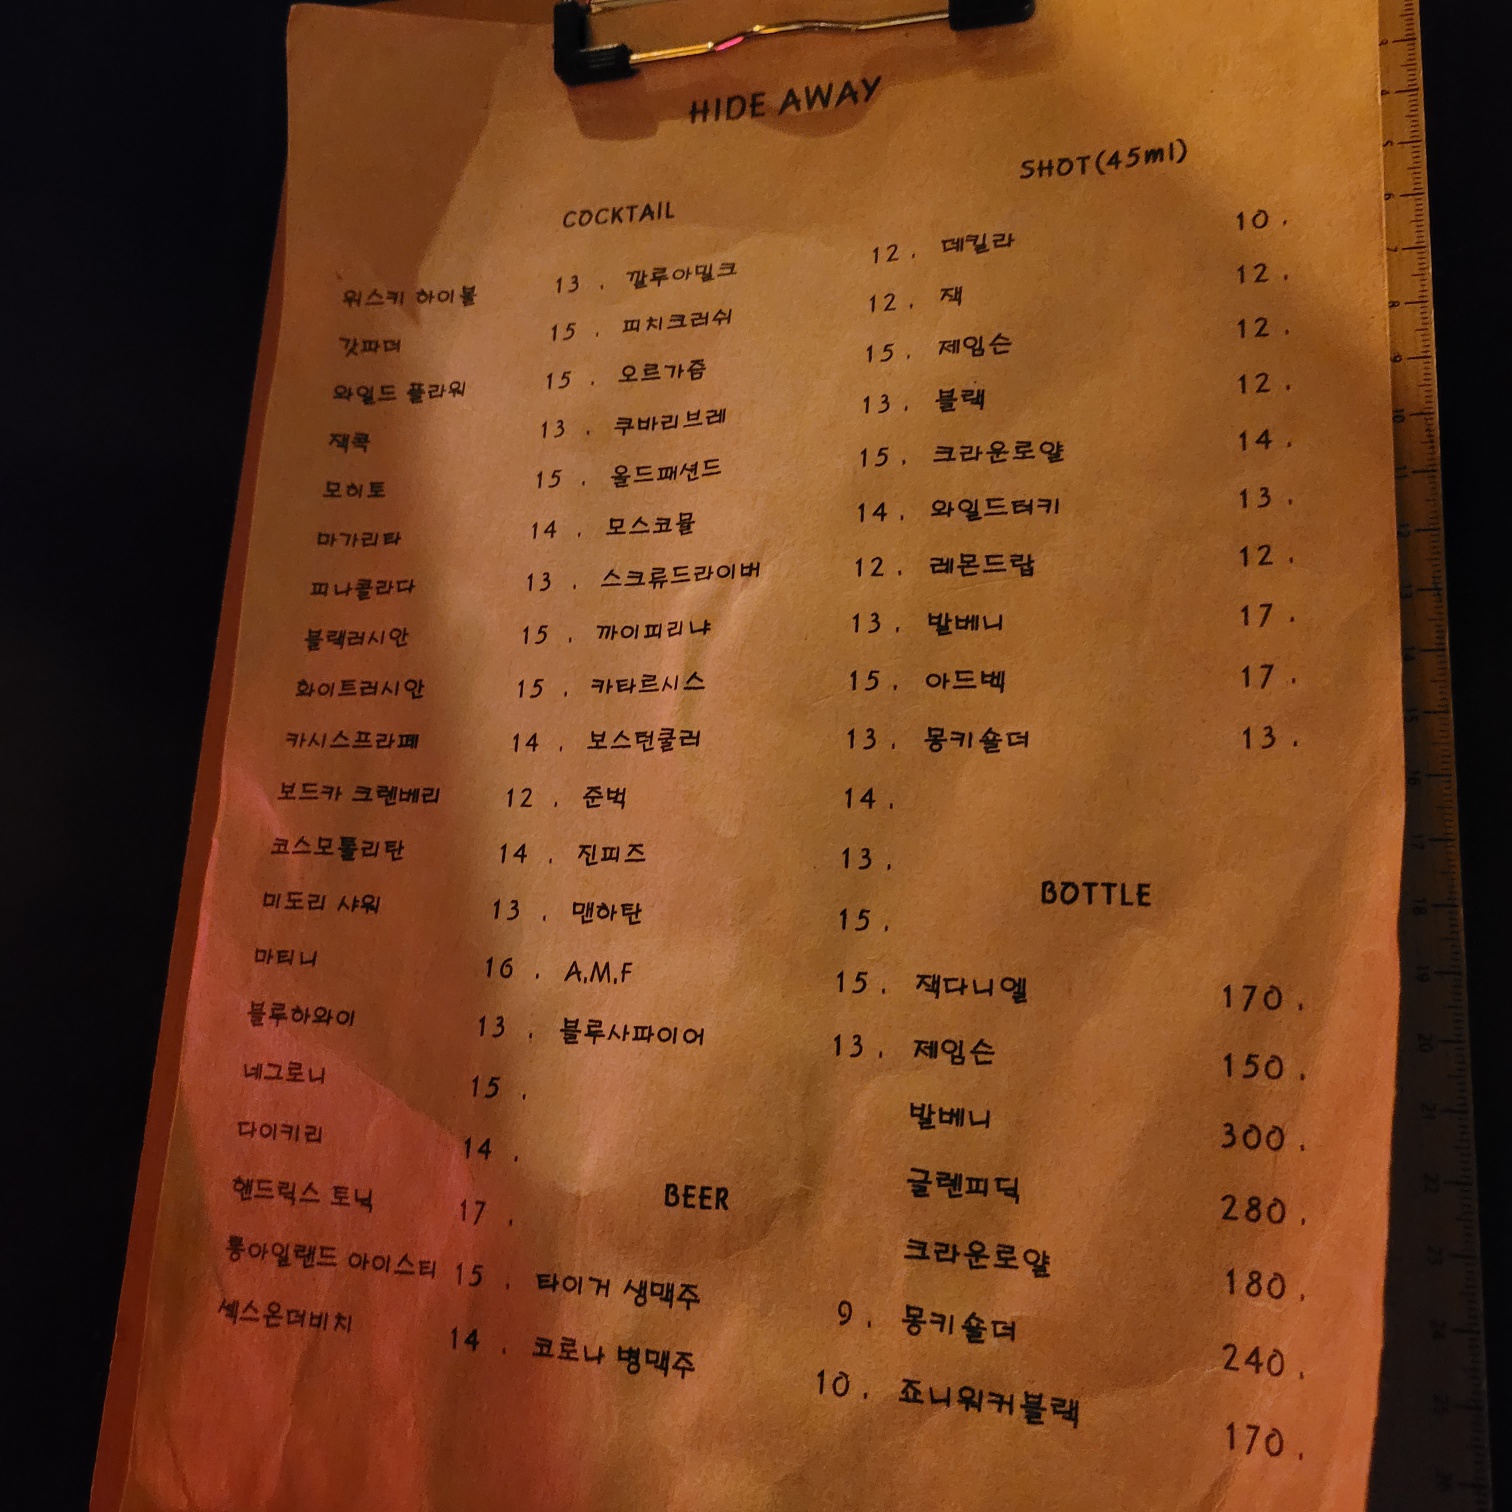 HIDE AWAY
COCKTAIL
위스키 하이볼 13 .
갓파더 15 .
와일드 플라워 15 .
잭콕 13 .
모히토 15 .
마가리타 14 .
피나콜라다 13 .
블랙러시안 15 .
화이트러시안 15 .
카시스프라페 14 .
보드카 크렌베리 12 .
코스모폴리탄 14 .
미도리 샤워 13 .
마티니 16 .
블루하와이 13 .
네그로니 15 .
다이키리 14 .
핸드릭스 토닉 17 .
롱아일랜드 아이스티 15 .
섹스온더비치 14 .
깔루아밀크 12 .
피치크러쉬 12 .
오르가즘 15 .
쿠바리브레 13 .
올드패션드 15 .
모스코뮬 14 .
스크류드라이버 12 .
까이피리냐 13 .
카타르시스 15 .
보스턴쿨러 13 .
준벅 14 .
진피즈 13 .
맨하탄 15 .
A.M.F 15 .
블루사파이어 13 .
BEER
타이거 생맥주 9 .
코로나 병맥주 10 .
SHOT(45ml)
데킬라 10 .
잭 12 .
제임슨 12 .
블랙 12 .
크라운로얄 14 .
와일드터키 13 .
레몬드랍 12 .
발베니 17 .
아드벡 17 .
몽키숄더 13 .
BOTTLE
잭다니엘 170 .
제임슨 150 .
발베니 300 .
글렌피딕 280 .
크라운로얄 180 .
몽키숄더 240 .
죠니워커블랙 170 .